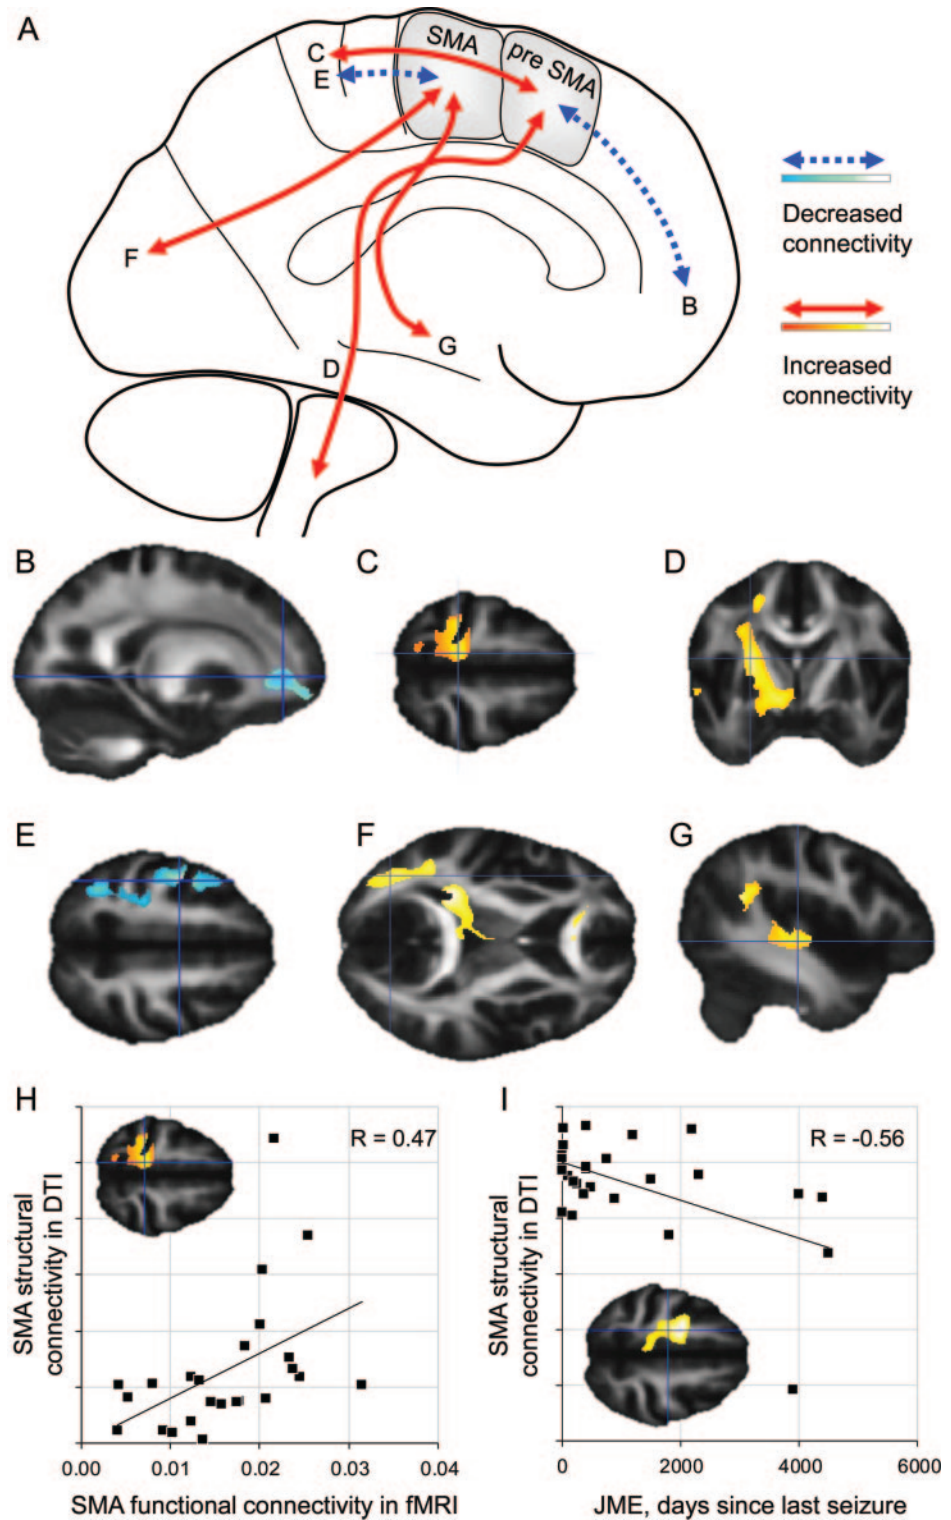 A
SMA
pre SMA
C
E
F
D
G
B
Decreased
connectivity
Increased
connectivity
B
C
D
E
F
G
H
R = 0.47
SMA structural
connectivity in DTI
0.00
0.01
0.02
0.03
0.04
SMA functional connectivity in fMRI
I
R = -0.56
SMA structural
connectivity in DTI
0
2000
4000
6000
JME, days since last seizure